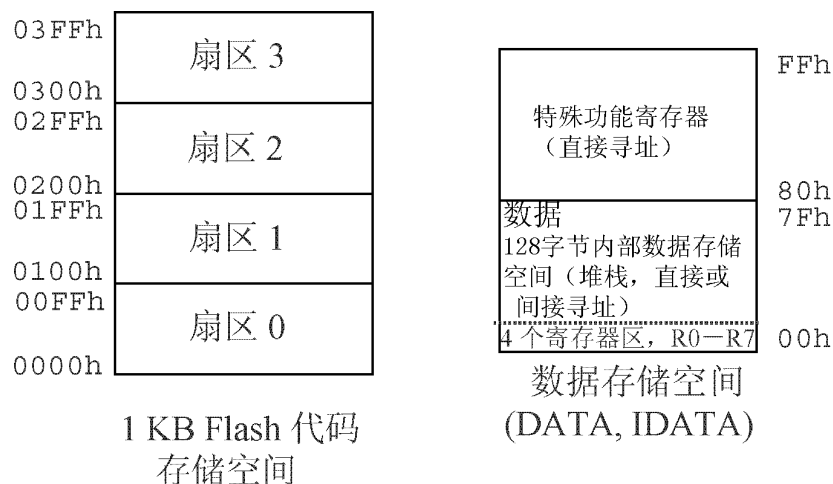 03FFh
扇区 3
0300h
02FFh
扇区 2
0200h
01FFh
扇区 1
0100h
00FFh
扇区 0
0000h
1 KB Flash 代码
存储空间
FFh
特殊功能寄存器
（直接寻址）
80h
7Fh
数据
128字节内部数据存储
空间（堆栈，直接或
间接寻址）
4 个寄存器区，R0－R7
00h
数据存储空间
(DATA, IDATA)